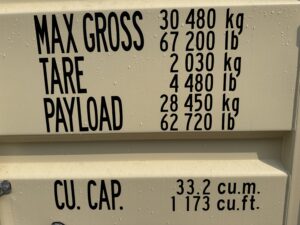 MAX GROSS 30 480 kg
67 200 lb
TARE 2 030 kg
4 480 lb
PAYLOAD 28 450 kg
62 720 lb
CU. CAP. 33.2 cu.m.
1 173 cu.ft.